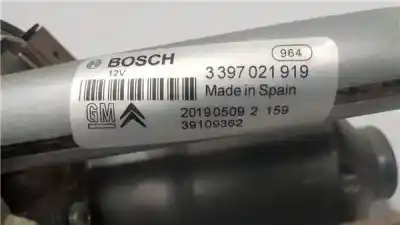 BOSCH
12V
964
3 397 021 919
Made in Spain
GM
20190509 2 159
39109362